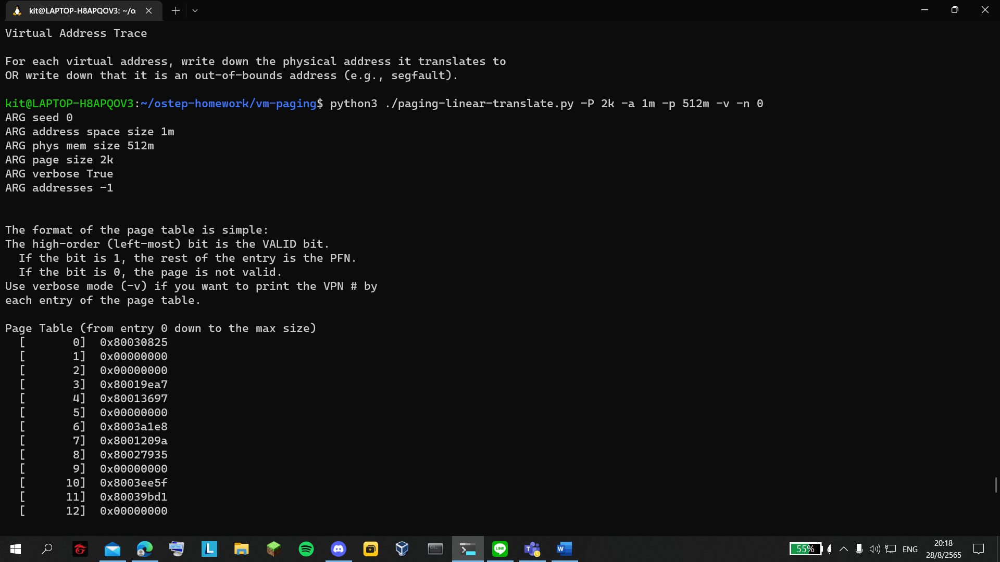 kit@LAPTOP-H8APQOV3: ~/o
Virtual Address Trace
For each virtual address, write down the physical address it translates to
OR write down that it is an out-of-bounds address (e.g., segfault).
kit@LAPTOP-H8APQOV3:~/ostep-homework/vm-paging$ python3 ./paging-linear-translate.py -P 2k -a 1m -p 512m -v -n 0
ARG seed 0
ARG address space size 1m
ARG phys mem size 512m
ARG page size 2k
ARG verbose True
ARG addresses -1
The format of the page table is simple:
The high-order (left-most) bit is the VALID bit.
If the bit is 1, the rest of the entry is the PFN.
If the bit is 0, the page is not valid.
Use verbose mode (-v) if you want to print the VPN # by
each entry of the page table.
Page Table (from entry 0 down to the max size)
[ 0] 0x80030825
[ 1] 0x00000000
[ 2] 0x00000000
[ 3] 0x80019ea7
[ 4] 0x80013697
[ 5] 0x00000000
[ 6] 0x8003a1e8
[ 7] 0x8001209a
[ 8] 0x80027935
[ 9] 0x00000000
[ 10] 0x8003ee5f
[ 11] 0x80039bd1
[ 12] 0x00000000
L
LINE
T
W
55%
ENG
20:18
28/8/2565